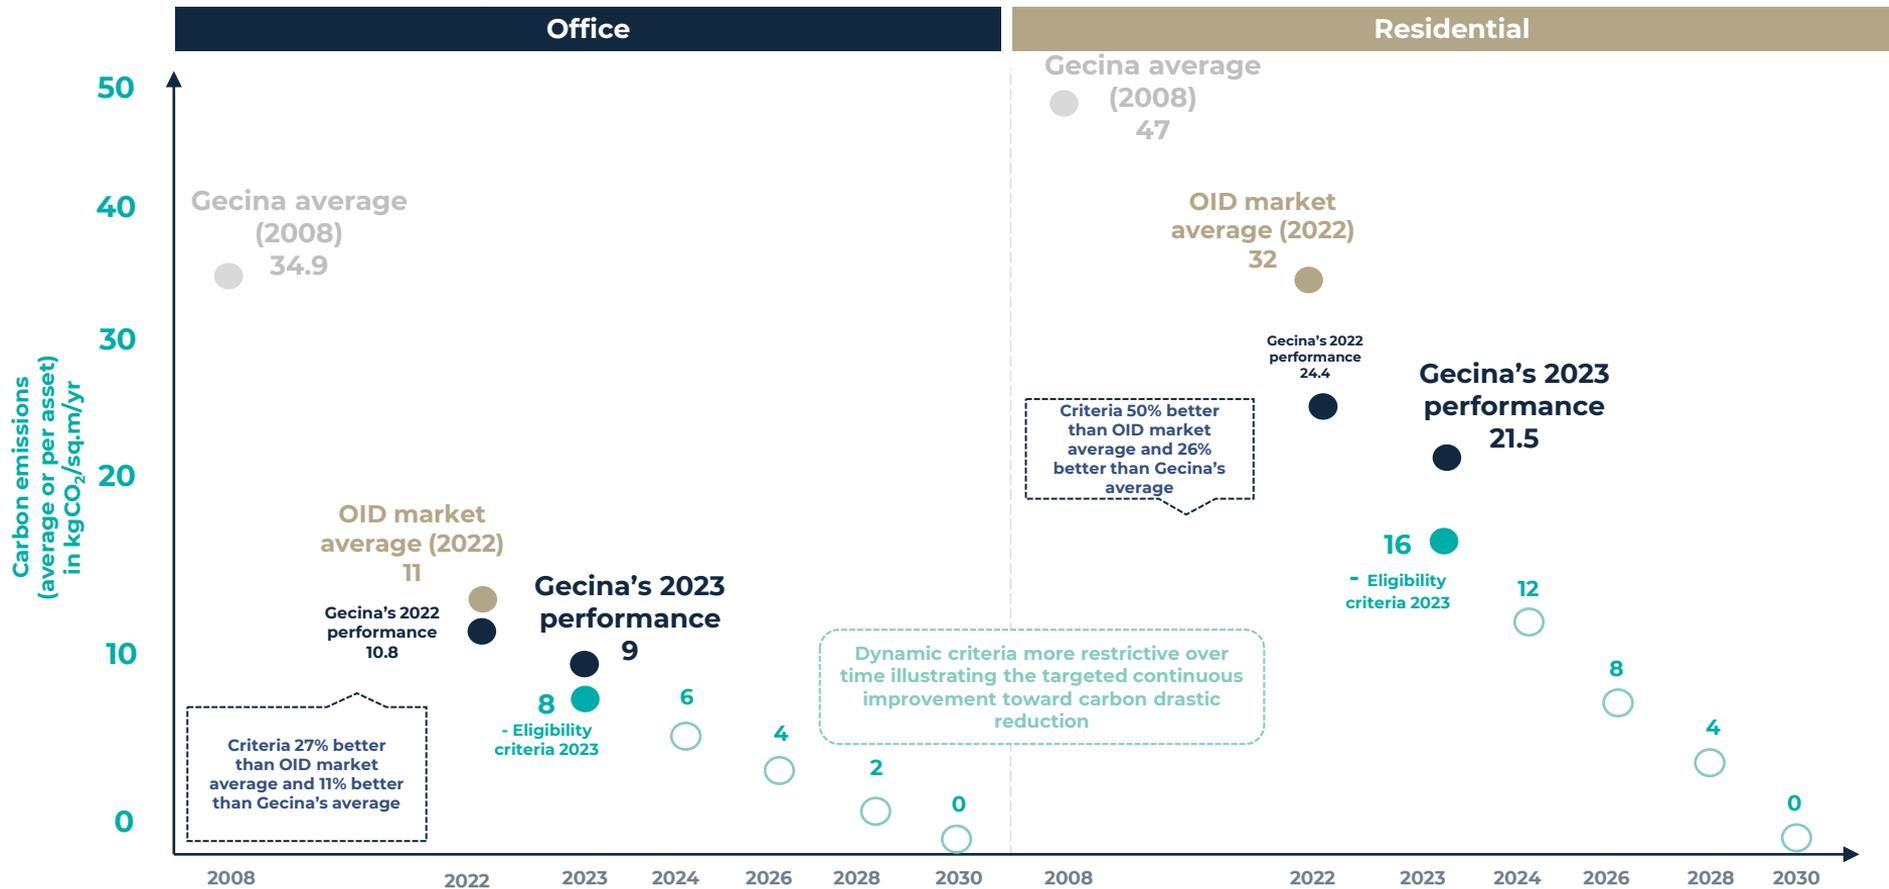 Office
Residential
50
40
30
20
10
0
Carbon emissions
(average or per asset)
in kgCO₂/sq.m/yr
Gecina average
(2008)
34.9
OID market
average (2022)
11
Gecina’s 2022
performance
10.8
Gecina’s 2023
performance
9
8
- Eligibility
criteria 2023
6
4
2
0
Criteria 27% better
than OID market
average and 11% better
than Gecina’s average
Dynamic criteria more restrictive over
time illustrating the targeted continuous
improvement toward carbon drastic
reduction
Gecina average
(2008)
47
OID market
average (2022)
32
Gecina’s 2022
performance
24.4
Gecina’s 2023
performance
21.5
Criteria 50% better
than OID market
average and 26%
better than Gecina’s
average
16
- Eligibility
criteria 2023
12
8
4
0
2008 2022 2023 2024 2026 2028 2030 2008 2022 2023 2024 2026 2028 2030